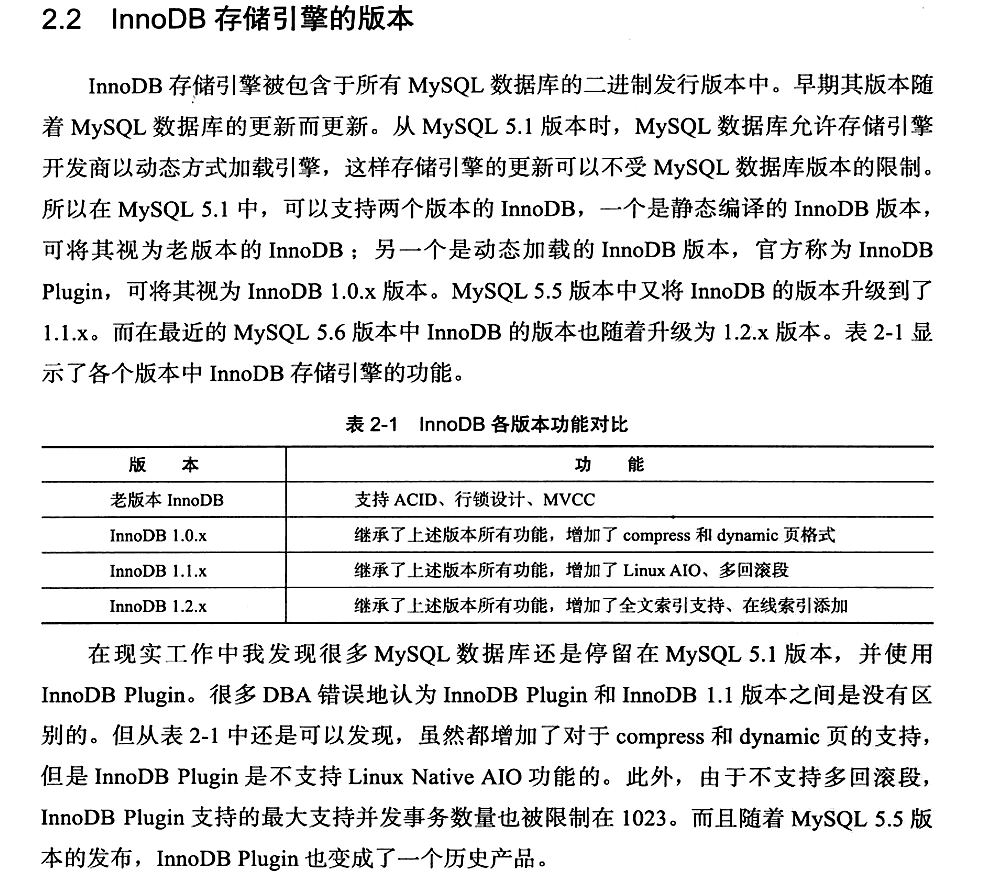 2.2 InnoDB 存储引擎的版本
InnoDB 存储引擎被包含于所有 MySQL 数据库的二进制发行版本中。早期其版本随
着 MySQL 数据库的更新而更新。从 MySQL 5.1 版本时，MySQL 数据库允许存储引擎
开发商以动态方式加载引擎，这样存储引擎的更新可以不受 MySQL 数据库版本的限制。
所以在 MySQL 5.1 中，可以支持两个版本的 InnoDB，一个是静态编译的 InnoDB 版本，
可将其视为老版本的 InnoDB；另一个是动态加载的 InnoDB 版本，官方称为 InnoDB
Plugin，可将其视为 InnoDB 1.0.x 版本。MySQL 5.5 版本中又将 InnoDB 的版本升级到了
1.1.x。而在最近的 MySQL 5.6 版本中 InnoDB 的版本也随着升级为 1.2.x 版本。表 2-1 显
示了各个版本中 InnoDB 存储引擎的功能。
表 2-1 InnoDB 各版本功能对比
版 本 功 能
老版本 InnoDB 支持 ACID、行锁设计、MVCC
InnoDB 1.0.x 继承了上述版本所有功能，增加了 compress 和 dynamic 页格式
InnoDB 1.1.x 继承了上述版本所有功能，增加了 Linux AIO、多回滚段
InnoDB 1.2.x 继承了上述版本所有功能，增加了全文索引支持、在线索引添加
在现实工作中我发现很多 MySQL 数据库还是停留在 MySQL 5.1 版本，并使用
InnoDB Plugin。很多 DBA 错误地认为 InnoDB Plugin 和 InnoDB 1.1 版本之间是没有区
别的。但从表 2-1 中还是可以发现，虽然都增加了对于 compress 和 dynamic 页的支持，
但是 InnoDB Plugin 是不支持 Linux Native AIO 功能的。此外，由于不支持多回滚段，
InnoDB Plugin 支持的最大支持并发事务数量也被限制在 1023。而且随着 MySQL 5.5 版
本的发布，InnoDB Plugin 也变成了一个历史产品。